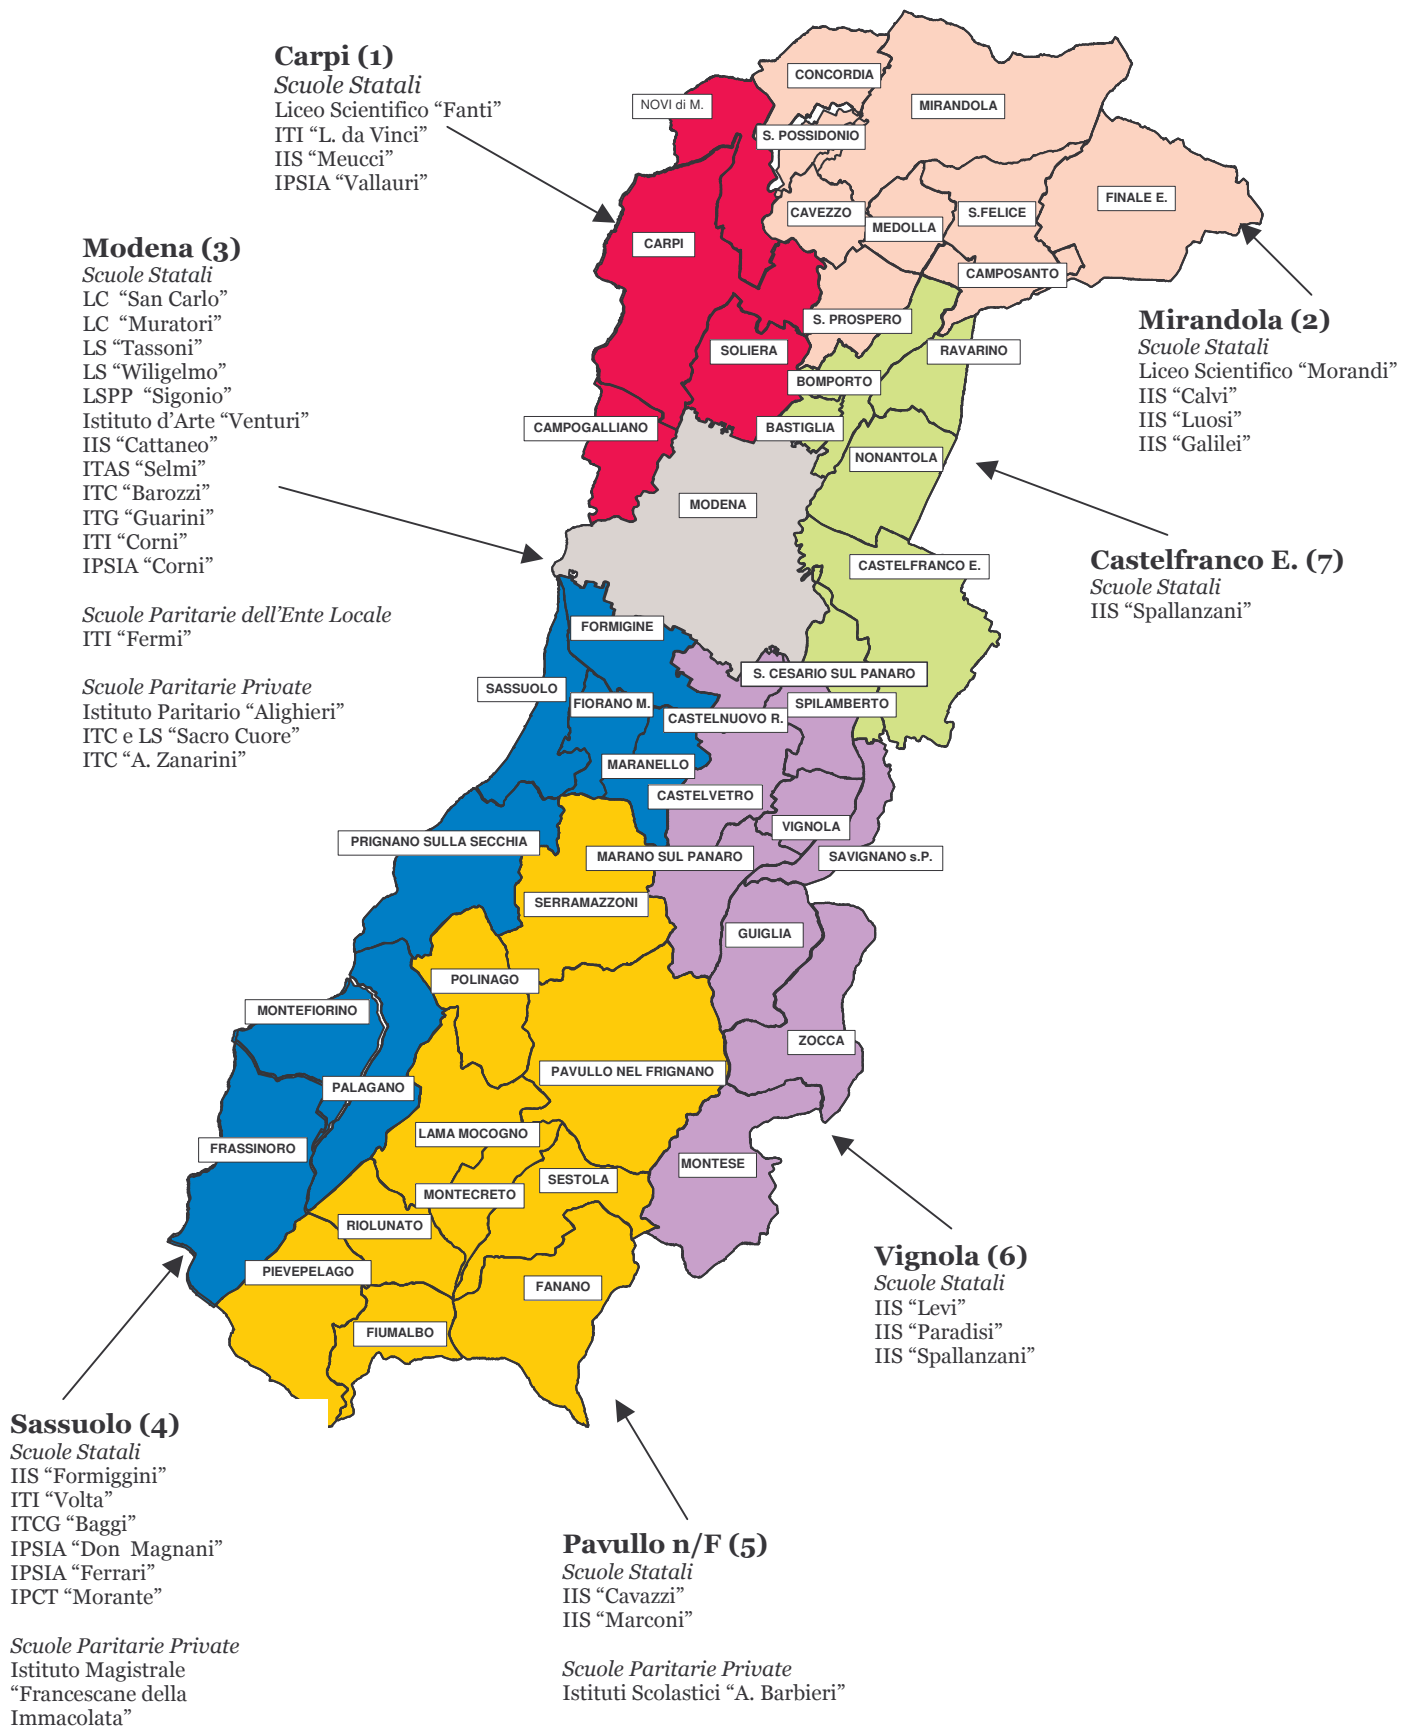 Carpi (1)
Scuole Statali
Liceo Scientifico “Fanti”
ITI “L. da Vinci”
IIS “Meucci”
IPSIA “Vallauri”
Modena (3)
Scuole Statali
LC “San Carlo”
LC “Muratori”
LS “Tassoni”
LS “Wiligelmo”
LSPP “Sigonio”
Istituto d’Arte “Venturi”
IIS “Cattaneo”
ITAS “Selmi”
ITC “Barozzi”
ITG “Guarini”
ITI “Corni”
IPSIA “Corni”
Scuole Paritarie dell’Ente Locale
ITI “Fermi”
Scuole Paritarie Private
Istituto Paritario “Alighieri”
ITC e LS “Sacro Cuore”
ITC “A. Zanarini”
CONCORDIA
NOVI di M.
MIRANDOLA
S. POSSIDONIO
FINALE E.
CAVEZZO
S.FELICE
MEDOLLA
CARPI
CAMPOSANTO
S. PROSPERO
SOLIERA
RAVARINO
BOMPORTO
CAMPOGALLIANO
BASTIGLIA
NONANTOLA
MODENA
CASTELFRANCO E.
FORMIGINE
S. CESARIO SUL PANARO
SASSUOLO
FIORANO M.
SPILAMBERTO
CASTELNUOVO R.
MARANELLO
CASTELVETRO
VIGNOLA
PRIGNANO SULLA SECCHIA
MARANO SUL PANARO
SAVIGNANO s.P.
SERRAMAZZONI
GUIGLIA
POLINAGO
MONTEFIORINO
ZOCCA
PAVULLO NEL FRIGNANO
PALAGANO
LAMA MOCOGNO
FRASSINORO
MONTESE
SESTOLA
MONTECRETO
RIOLUNATO
PIEVEPELAGO
FANANO
FIUMALBO
Mirandola (2)
Scuole Statali
Liceo Scientifico “Morandi”
IIS “Calvi”
IIS “Luosi”
IIS “Galilei”
Castelfranco E. (7)
Scuole Statali
IIS “Spallanzani”
Vignola (6)
Scuole Statali
IIS “Levi”
IIS “Paradisi”
IIS “Spallanzani”
Sassuolo (4)
Scuole Statali
IIS “Formiggini”
ITI “Volta”
ITCG “Baggi”
IPSIA “Don Magnani”
IPSIA “Ferrari”
IPCT “Morante”
Scuole Paritarie Private
Istituto Magistrale
“Francescane della
Immacolata”
Pavullo n/F (5)
Scuole Statali
IIS “Cavazzi”
IIS “Marconi”
Scuole Paritarie Private
Istituti Scolastici “A. Barbieri”